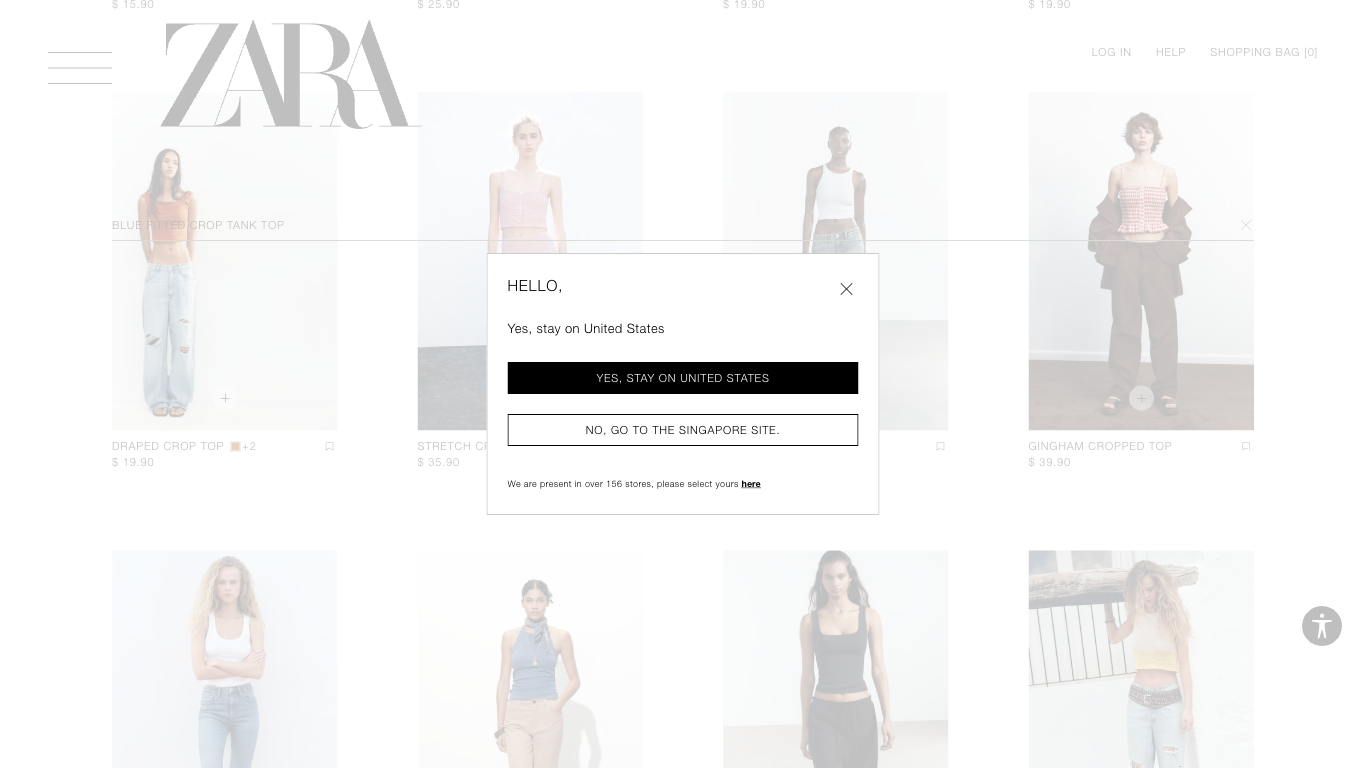 $ 15.90
$ 25.90
$ 19.90
$ 19.90
ZARA
LOG IN
HELP
SHOPPING BAG [0]
BLUE FITTED CROP TANK TOP
HELLO,
Yes, stay on United States
YES, STAY ON UNITED STATES
NO, GO TO THE SINGAPORE SITE.
We are present in over 156 stores, please select yours here
DRAPED CROP TOP +2
$ 19.90
STRETCH
$ 35.90
GINGHAM CROPPED TOP
$ 39.90